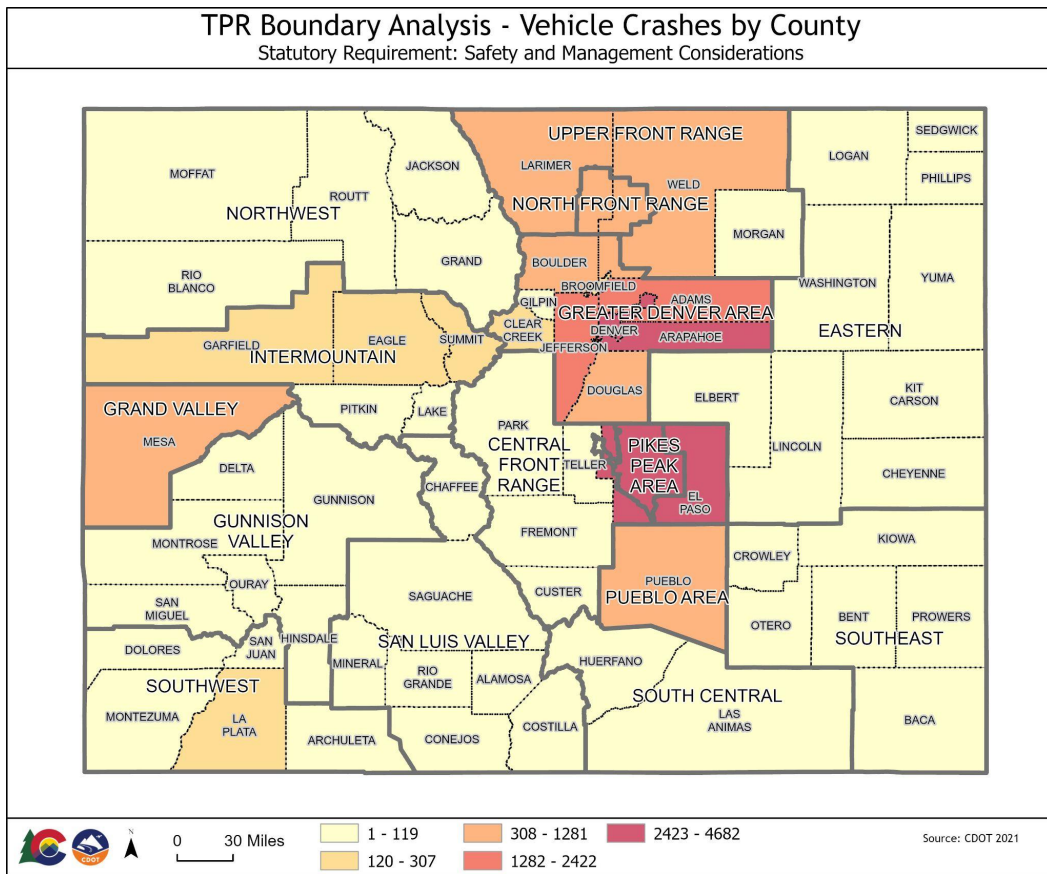 TPR Boundary Analysis - Vehicle Crashes by County
Statutory Requirement: Safety and Management Considerations
UPPER FRONT RANGE
SEDGWICK
LOGAN
LARIMER
JACKSON
MOFFAT
PHILLIPS
WELD
ROUTT
NORTH FRONT RANGE
NORTHWEST
MORGAN
GRAND
BOULDER
RIO
BLANCO
YUMA
WASHINGTON
BROOMFIELD
GILPIN
ADAMS
GREATER DENVER AREA
CLEAR
CREEK
DENVER
EASTERN
ARAPAHOE
SUMMIT
EAGLE
GARFIELD
JEFFERSON
INTERMOUNTAIN
DOUGLAS
KIT
CARSON
ELBERT
GRAND VALLEY
PITKIN
LAKE
PARK
MESA
CENTRAL
FRONT
RANGE
PIKES
PEAK
AREA
LINCOLN
TELLER
DELTA
CHEYENNE
CHAFFEE
GUNNISON
EL
PASO
GUNNISON
VALLEY
FREMONT
MONTROSE
KIOWA
CROWLEY
OURAY
PUEBLO
PUEBLO AREA
SAN
MIGUEL
SAGUACHE
CUSTER
BENT
PROWERS
OTERO
HINSDALE
SAN
JUAN
SAN LUIS VALLEY
SOUTHEAST
DOLORES
MINERAL
HUERFANO
RIO
GRANDE
ALAMOSA
SOUTHWEST
SOUTH CENTRAL
MONTEZUMA
LA
PLATA
LAS
ANIMAS
BACA
COSTILLA
ARCHULETA
CONEJOS
CDOT
N
0 30 Miles
1 - 119
120 - 307
308 - 1281
1282 - 2422
2423 - 4682
Source: CDOT 2021